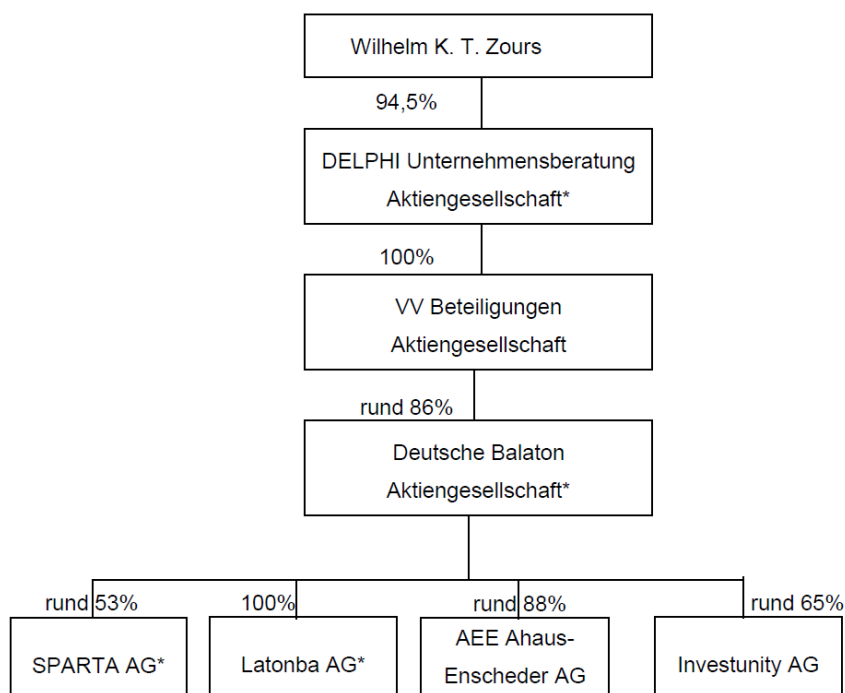 Wilhelm K. T. Zours
94,5%
DELPHI Unternehmensberatung
Aktiengesellschaft*
100%
VV Beteiligungen
Aktiengesellschaft
rund 86%
Deutsche Balaton
Aktiengesellschaft*
rund 53%
100%
rund 88%
rund 65%
SPARTA AG*
Latonba AG*
AEE Ahaus-
Enscheder AG
Investunity AG